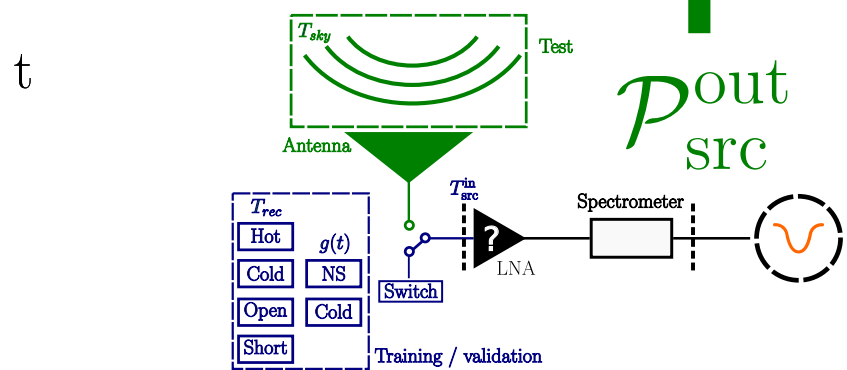 t
T_sky
Test
𝒫^out_src
Antenna
T^in_src
Spectrometer
T_rec
Hot
g(t)
?
LNA
Cold
NS
Switch
Open
Cold
Short
Training / validation